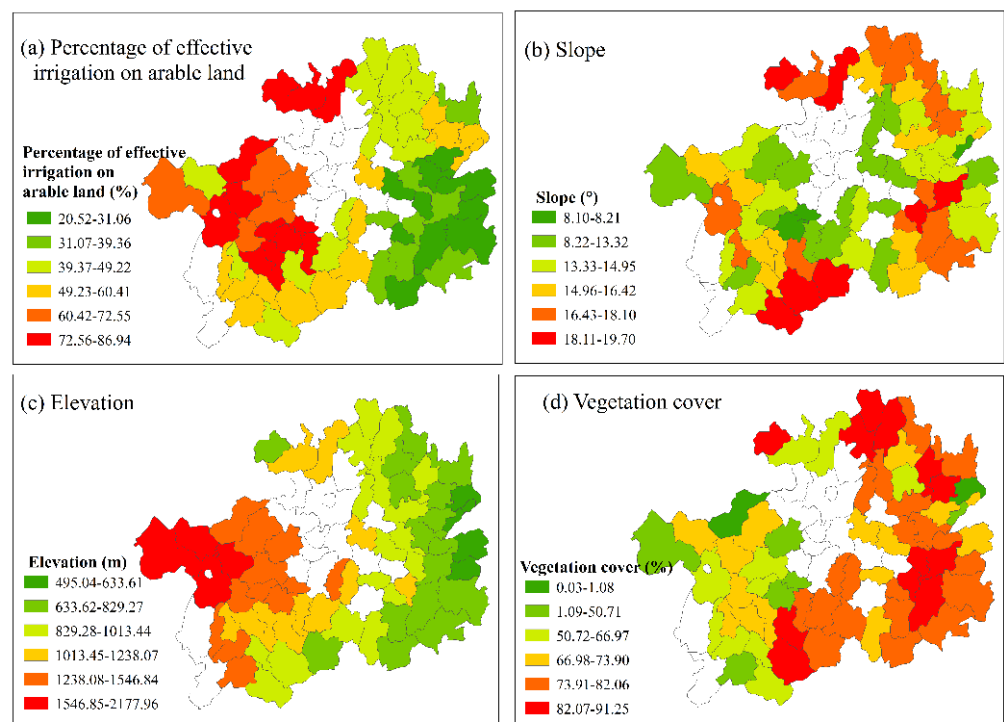 (a) Percentage of effective
irrigation on arable land
Percentage of effective
irrigation on
arable land (%)
20.52-31.06
31.07-39.36
39.37-49.22
49.23-60.41
60.42-72.55
72.56-86.94
(b) Slope
Slope (°)
8.10-8.21
8.22-13.32
13.33-14.95
14.96-16.42
16.43-18.10
18.11-19.70
(c) Elevation
Elevation (m)
495.04-633.61
633.62-829.27
829.28-1013.44
1013.45-1238.07
1238.08-1546.84
1546.85-2177.96
(d) Vegetation cover
Vegetation cover (%)
0.03-1.08
1.09-50.71
50.72-66.97
66.98-73.90
73.91-82.06
82.07-91.25